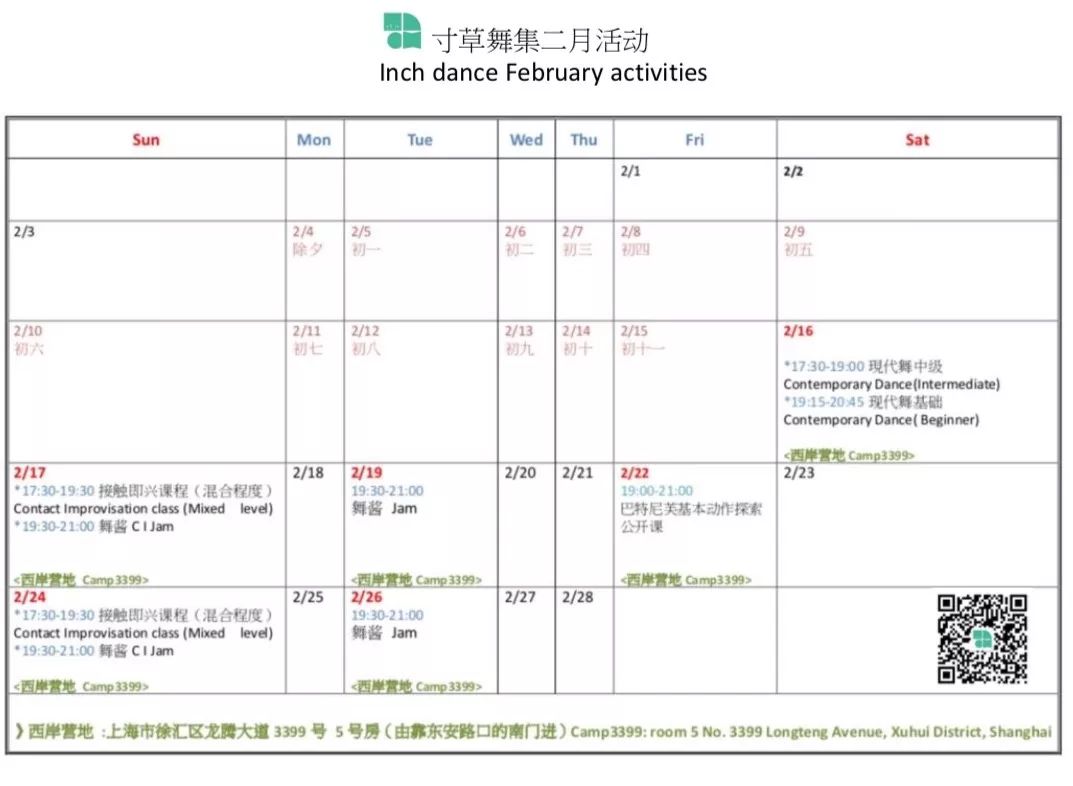 寸草舞集二月活动
Inch dance February activities
Sun Mon Tue Wed Thu Fri Sat
2/1 2/2
2/3 2/4 2/5 2/6 2/7 2/8 2/9
除夕 初一 初二 初三 初四 初五
2/10 2/11 2/12 2/13 2/14 2/15 2/16
初六 初七 初八 初九 初十 初十一
*17:30-19:00 現代舞中级
Contemporary Dance(Intermediate)
*19:15-20:45 现代舞基础
Contemporary Dance( Beginner)
<西岸营地 Camp3399>
2/17
*17:30-19:30 接触即兴课程（混合程度）
Contact Improvisation class (Mixed level)
*19:30-21:00 舞酱 C I Jam
<西岸营地 Camp3399>
2/18
2/19
19:30-21:00
舞酱 Jam
<西岸营地 Camp3399>
2/20
2/21
2/22
19:00-21:00
巴特尼芙基本动作探索
公开课
<西岸营地 Camp3399>
2/23
2/24
*17:30-19:30 接触即兴课程（混合程度）
Contact Improvisation class (Mixed level)
*19:30-21:00 舞酱 C I Jam
<西岸营地 Camp3399>
2/25
2/26
19:30-21:00
舞酱 Jam
<西岸营地 Camp3399>
2/27
2/28
》西岸营地 :上海市徐汇区龙腾大道 3399 号 5 号房（由靠东安路口的南门进）Camp3399: room 5 No. 3399 Longteng Avenue, Xuhui District, Shanghai